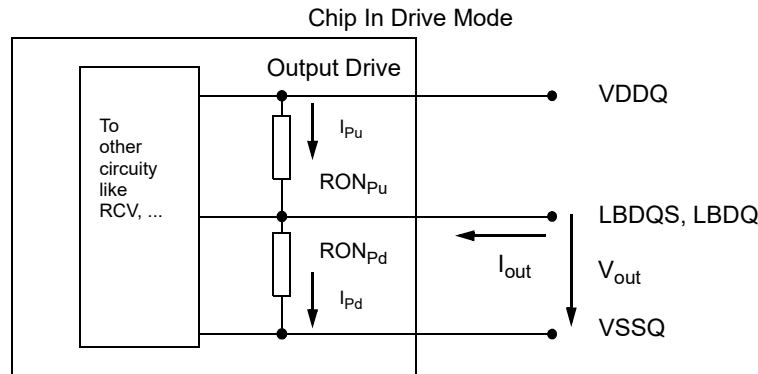 Chip In Drive Mode
Output Drive
VDDQ
To
other
circuity
like
RCV, ...
IPu
RONPu
LBDQS, LBDQ
RONPd
Iout
Vout
IPd
VSSQ